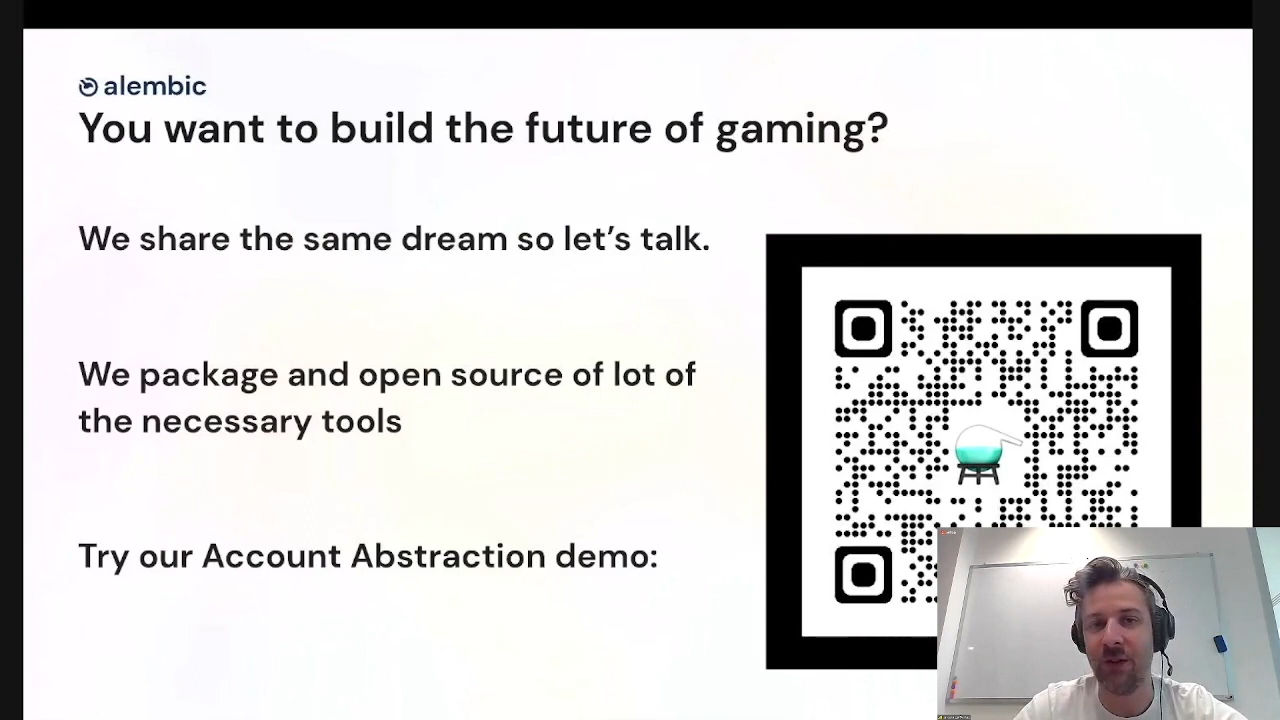 alembic
You want to build the future of gaming?
We share the same dream so let's talk.
We package and open source of lot of
the necessary tools
Try our Account Abstraction demo: